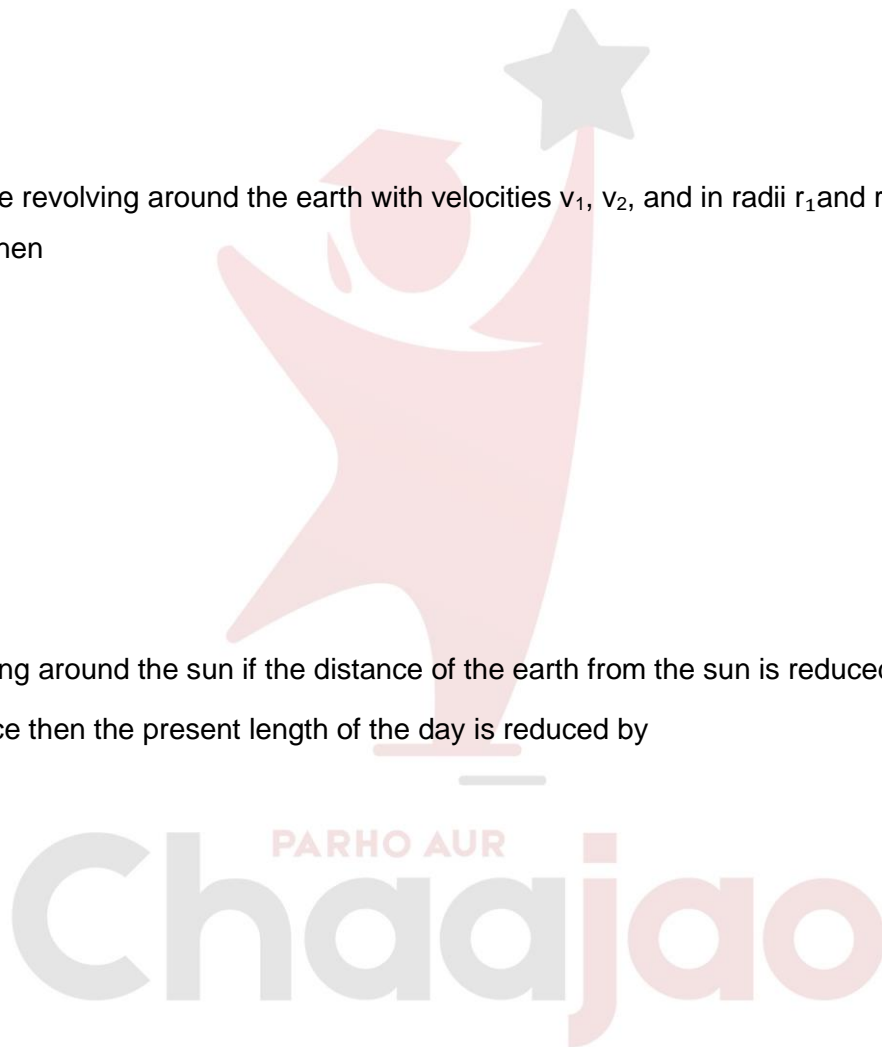 e revolving around the earth with velocities v₁, v₂, and in radii r₁and r
hen
ng around the sun if the distance of the earth from the sun is reduced
ce then the present length of the day is reduced by
PARHO AUR
Chaajao